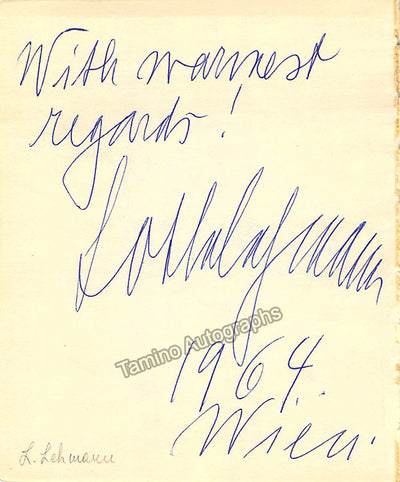 With warmest
regards!
Lotte Lehmann
Tamino Autographs
1964.
Wien.
L. Lehmann